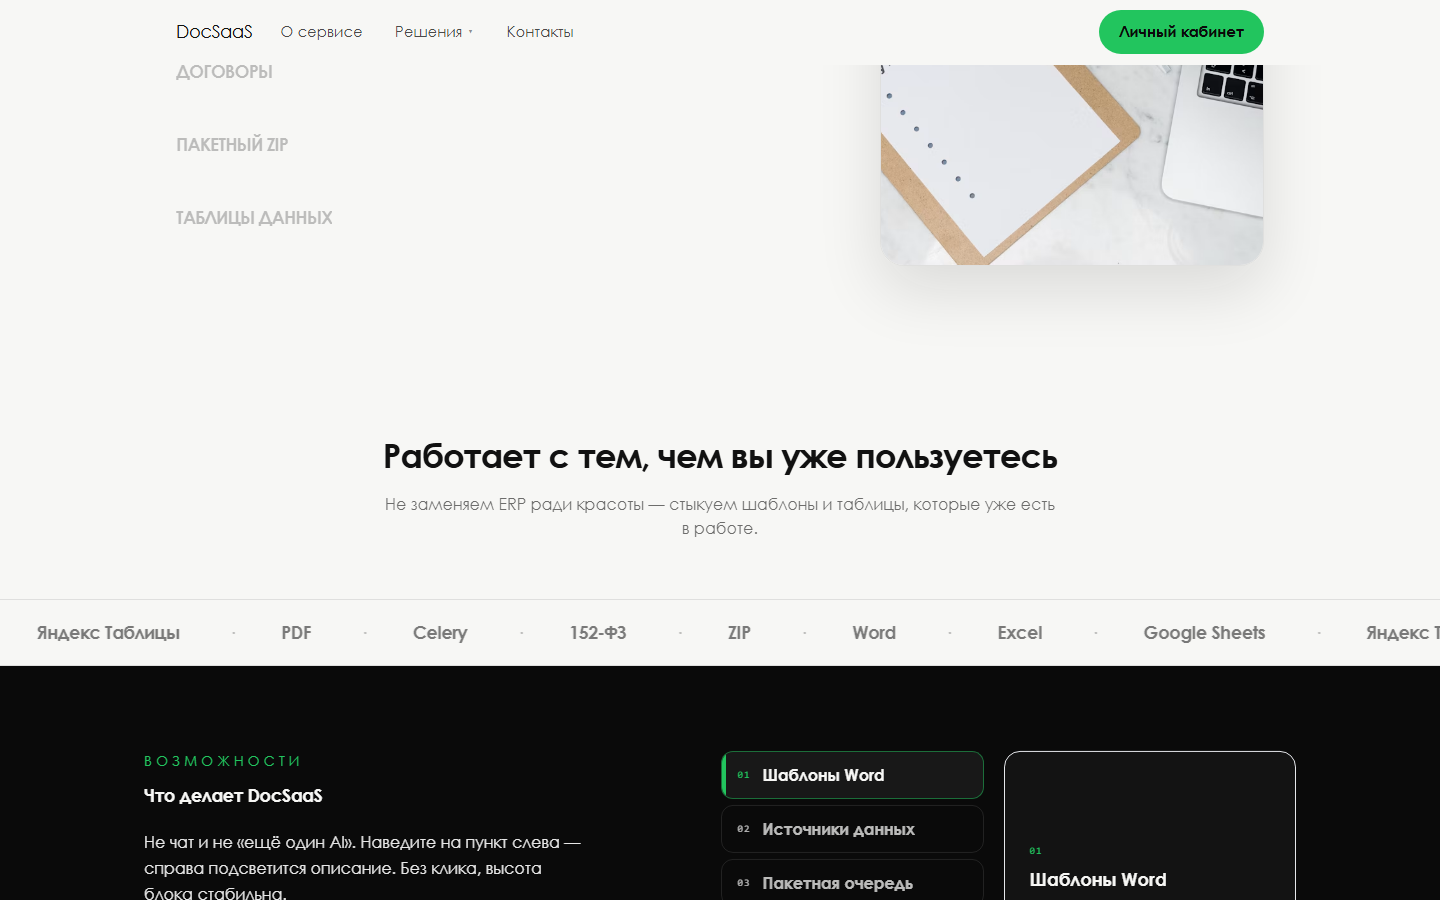 DocSaaS
О сервисе
Решения
Контакты
Личный кабинет
ДОГОВОРЫ
ПАКЕТНЫЙ ZIP
ТАБЛИЦЫ ДАННЫХ
Работает с тем, чем вы уже пользуетесь
Не заменяем ERP ради красоты — стыкуем шаблоны и таблицы, которые уже есть
в работе.
Яндекс Таблицы · PDF · Celery · 152-ФЗ · ZIP · Word · Excel · Google Sheets · Яндекс Т
ВОЗМОЖНОСТИ
Что делает DocSaaS
Не чат и не «ещё один AI». Наведите на пункт слева —
справа подсветится описание. Без клика, высота
блока стабильна.
01 Шаблоны Word
02 Источники данных
03 Пакетная очередь
01
Шаблоны Word